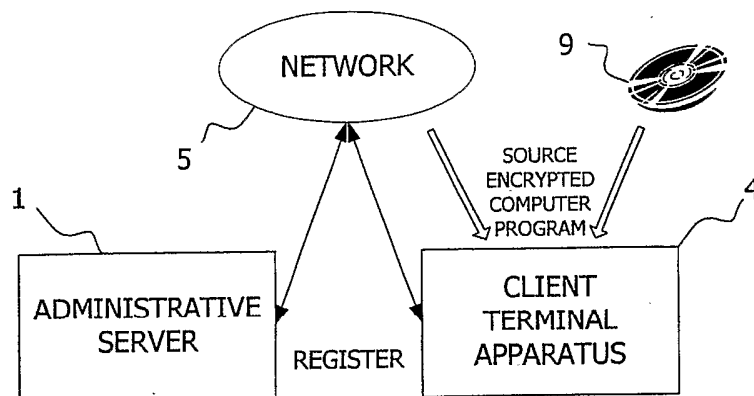 NETWORK
9
5
SOURCE
ENCRYPTED
COMPUTER
PROGRAM
1
4
ADMINISTRATIVE
SERVER
CLIENT
TERMINAL
APPARATUS
REGISTER